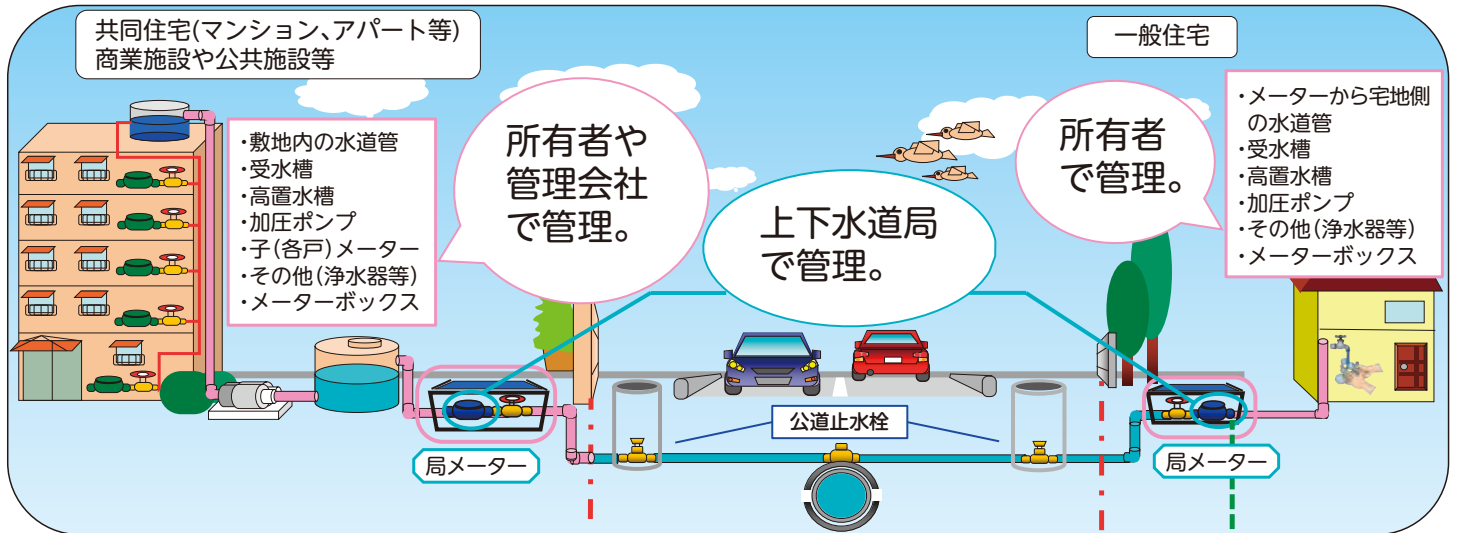 共同住宅(マンション、アパート等)
商業施設や公共施設等
・敷地内の水道管
・受水槽
・高置水槽
・加圧ポンプ
・子(各戸)メーター
・その他(浄水器等)
・メーターボックス
所有者や
管理会社
で管理。
上下水道局
で管理。
一般住宅
所有者
で管理。
・メーターから宅地側
の水道管
・受水槽
・高置水槽
・加圧ポンプ
・その他(浄水器等)
・メーターボックス
公道止水栓
局メーター
局メーター